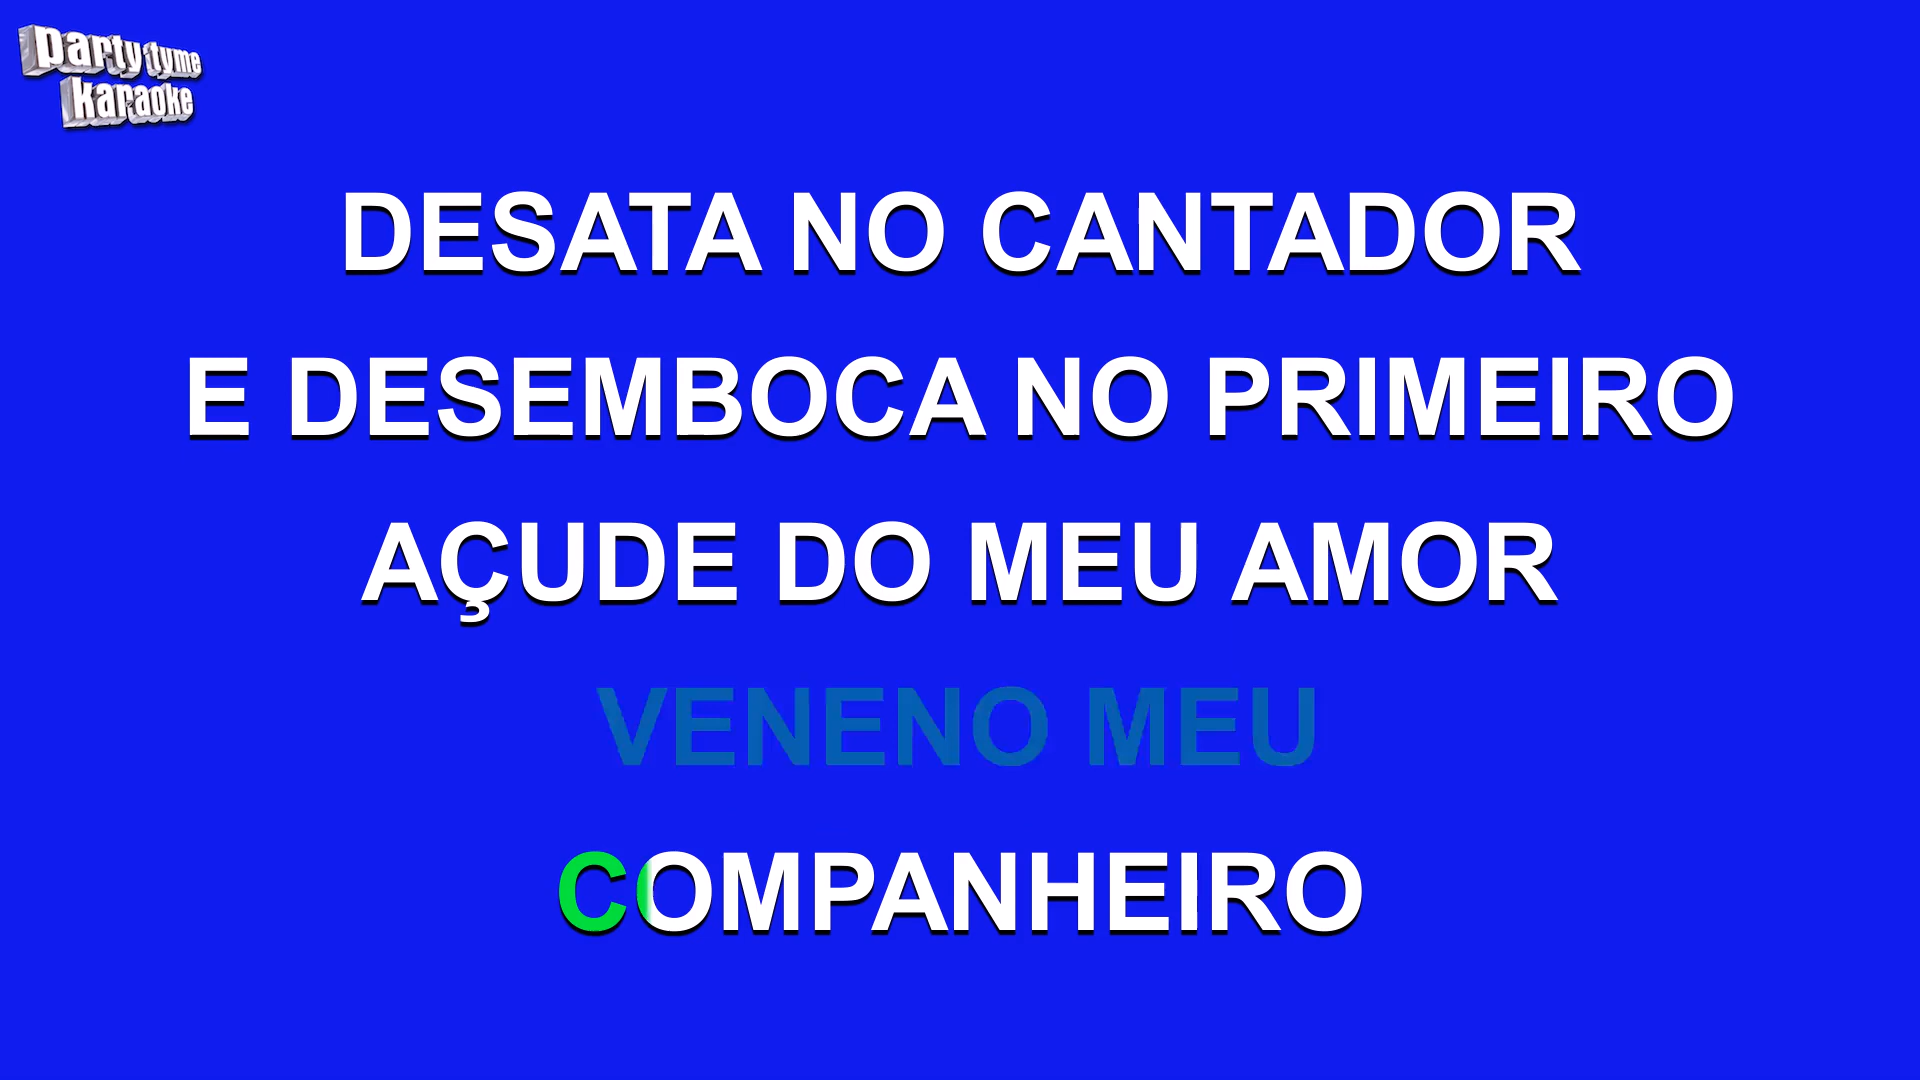 party tyme
karaoke
DESATA NO CANTADOR
E DESEMBOCA NO PRIMEIRO
AÇUDE DO MEU AMOR
VENENO MEU
COMPANHEIRO